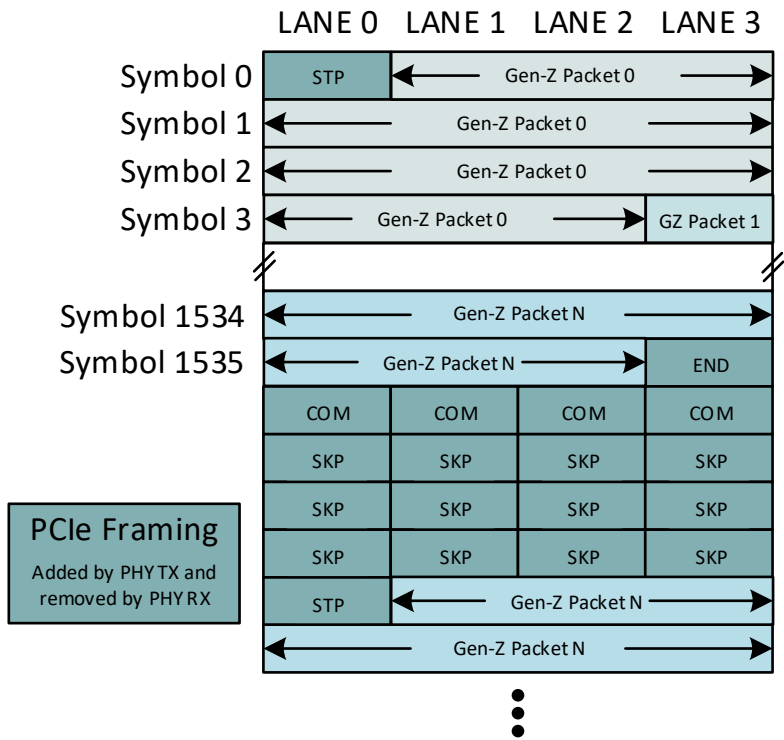 LANE 0 LANE 1 LANE 2 LANE 3
Symbol 0 STP Gen-Z Packet 0
Symbol 1 Gen-Z Packet 0
Symbol 2 Gen-Z Packet 0
Symbol 3 Gen-Z Packet 0 GZ Packet 1
Symbol 1534 Gen-Z Packet N
Symbol 1535 Gen-Z Packet N END
COM COM COM COM
SKP SKP SKP SKP
SKP SKP SKP SKP
SKP SKP SKP SKP
STP Gen-Z Packet N
Gen-Z Packet N
PCIe Framing
Added by PHY TX and
removed by PHY RX